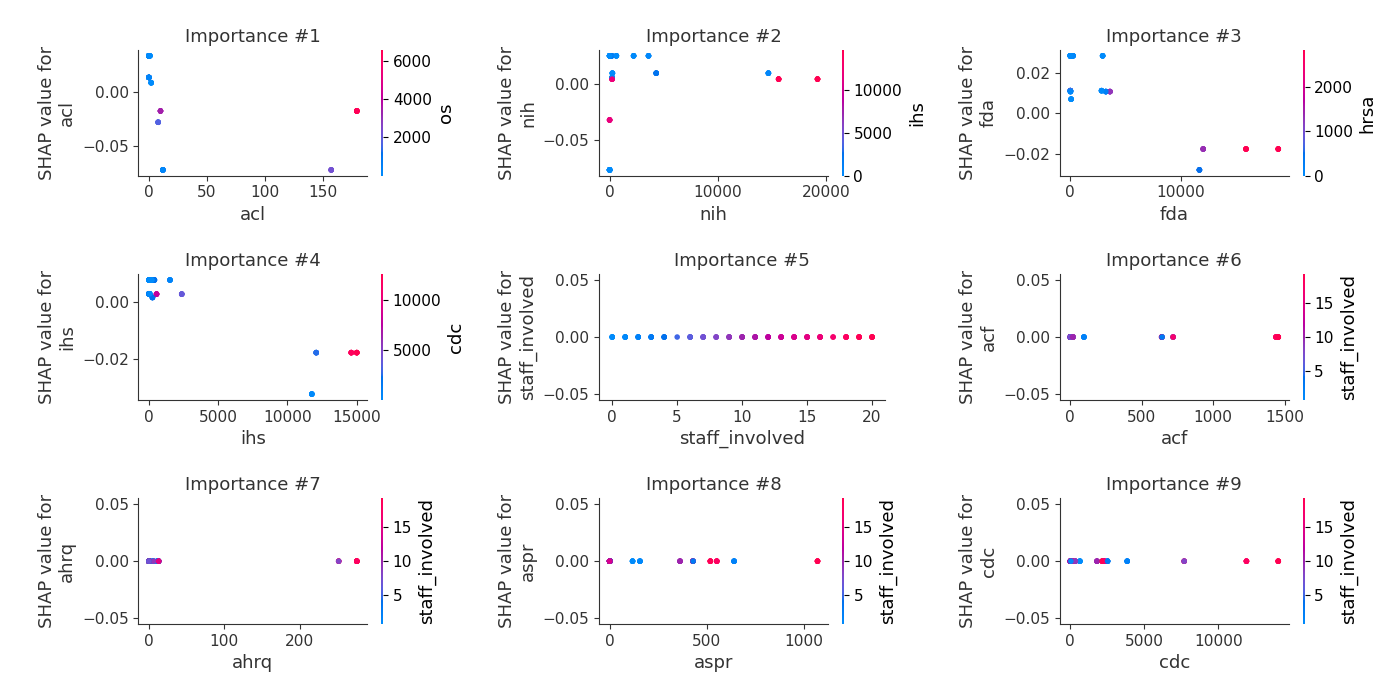 Importance #1
SHAP value for
acl
0.00
−0.05
0
50
100
150
acl
6000
4000
2000
os
Importance #2
SHAP value for
nih
0.00
−0.05
0
10000
20000
nih
10000
5000
0
ihs
Importance #3
SHAP value for
fda
0.02
0.00
−0.02
0
10000
fda
2000
1000
0
hrsa
Importance #4
SHAP value for
ihs
0.00
−0.02
0
5000
10000
15000
ihs
10000
5000
cdc
Importance #5
SHAP value for
staff_involved
0.05
0.00
−0.05
0
5
10
15
20
staff_involved
Importance #6
SHAP value for
acf
0.05
0.00
−0.05
0
500
1000
1500
acf
15
10
5
staff_involved
Importance #7
SHAP value for
ahrq
0.05
0.00
−0.05
0
100
200
ahrq
15
10
5
staff_involved
Importance #8
SHAP value for
aspr
0.05
0.00
−0.05
0
500
1000
aspr
15
10
5
staff_involved
Importance #9
SHAP value for
cdc
0.05
0.00
−0.05
0
5000
10000
cdc
15
10
5
staff_involved